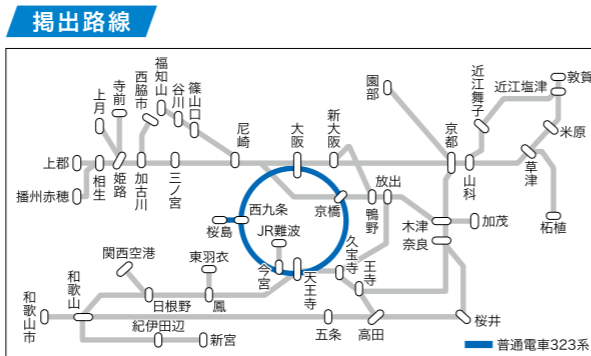 掲出路線
福知山
谷川
篠山口
西脇市
寺前
上月
尼崎
大阪
新大阪
園部
京都
近江舞子
近江塩津
敦賀
米原
上郡
相生
姫路
加古川
三ノ宮
山科
草津
播州赤穂
西九条
桜島
京橋
鴨野
放出
木津
加茂
柘植
JR難波
奈良
関西空港
東羽衣
今宮
天王寺
久宝寺
王寺
和歌山市
和歌山
日根野
鳳
紀伊田辺
新宮
五条
高田
桜井
普通電車323系